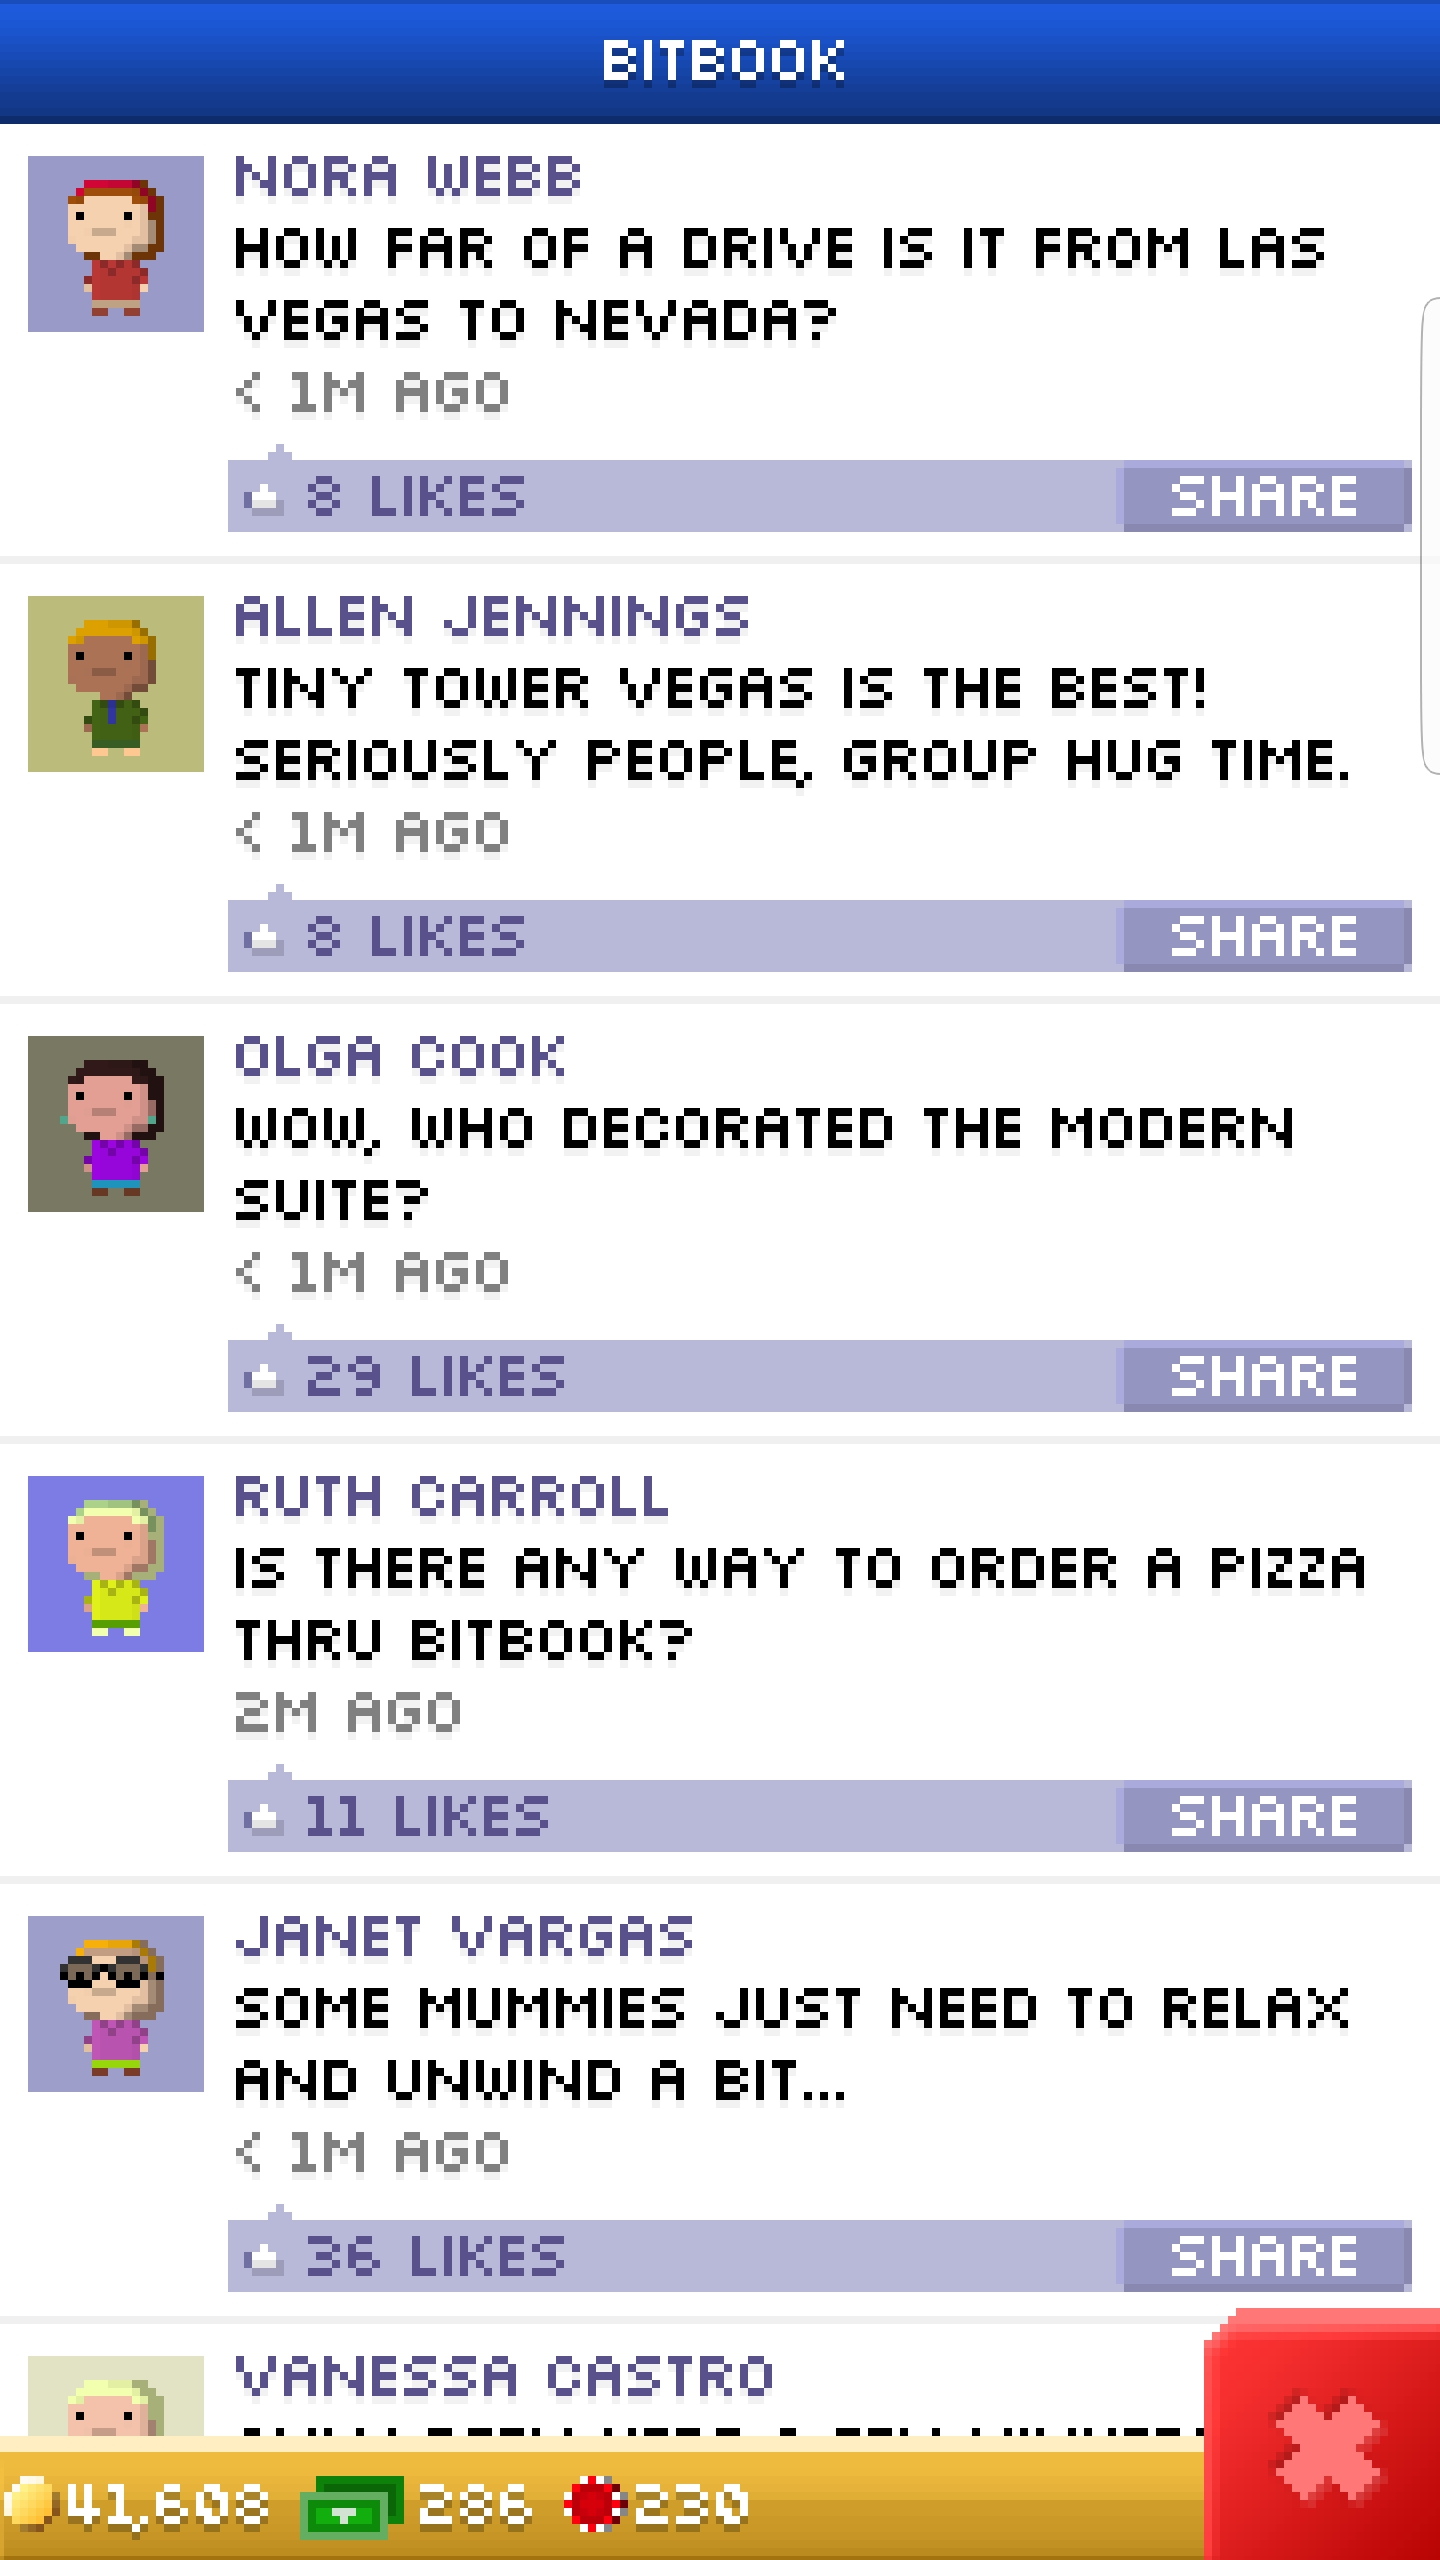 BITBOOK
NORA WEBB
HOW FAR OF A DRIVE IS IT FROM LAS
VEGAS TO NEVADA?
< 1M AGO
8 LIKES
SHARE
ALLEN JENNINGS
TINY TOWER VEGAS IS THE BEST!
SERIOUSLY PEOPLE, GROUP HUG TIME.
< 1M AGO
8 LIKES
SHARE
OLGA COOK
WOW, WHO DECORATED THE MODERN
SUITE?
< 1M AGO
29 LIKES
SHARE
RUTH CARROLL
IS THERE ANY WAY TO ORDER A PIZZA
THRU BITBOOK?
2M AGO
11 LIKES
SHARE
JANET VARGAS
SOME MUMMIES JUST NEED TO RELAX
AND UNWIND A BIT...
< 1M AGO
36 LIKES
SHARE
VANESSA CASTRO
41,608 286 230